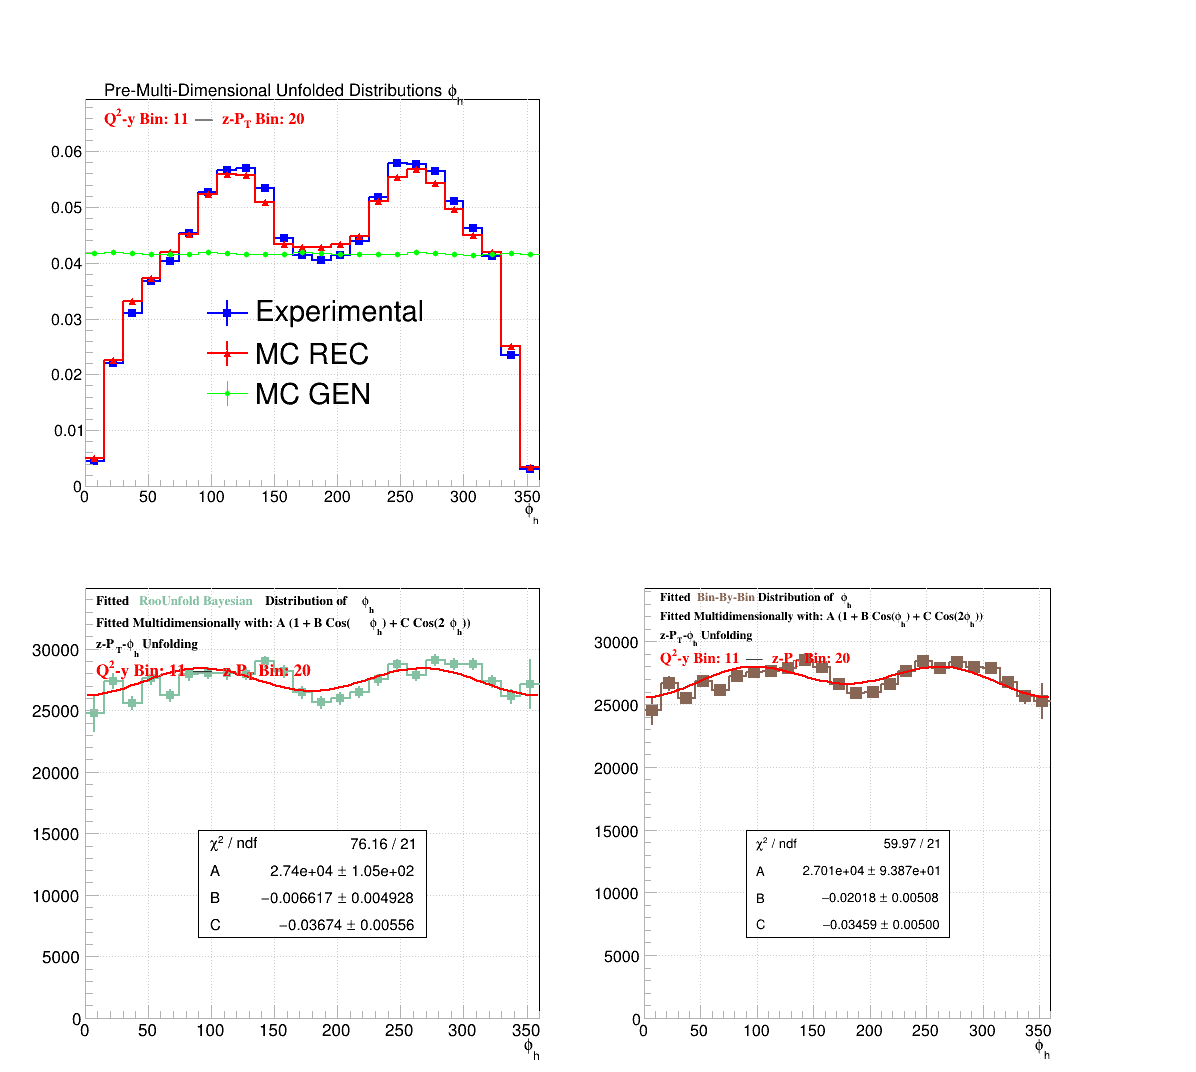 Pre-Multi-Dimensional Unfolded Distributions ϕh
Q²-y Bin: 11 — z-PT Bin: 20
0.06
0.05
0.04
0.03
0.02
0.01
0
Experimental
MC REC
MC GEN
0 50 100 150 200 250 300 350
ϕh
Fitted RooUnfold Bayesian Distribution of ϕh
Fitted Multidimensionally with: A (1 + B Cos( ϕh) + C Cos(2 ϕh))
z-PT-ϕh Unfolding
Q²-y Bin: 11 — z-PT Bin: 20
30000
25000
20000
15000
10000
5000
0
χ² / ndf 76.16 / 21
A 2.74e+04 ± 1.05e+02
B −0.006617 ± 0.004928
C −0.03674 ± 0.00556
0 50 100 150 200 250 300 350
ϕh
Fitted Bin-By-Bin Distribution of ϕh
Fitted Multidimensionally with: A (1 + B Cos(ϕh) + C Cos(2ϕh))
z-PT-ϕh Unfolding
Q²-y Bin: 11 — z-PT Bin: 20
30000
25000
20000
15000
10000
5000
0
χ² / ndf 59.97 / 21
A 2.701e+04 ± 9.387e+01
B −0.02018 ± 0.00508
C −0.03459 ± 0.00500
0 50 100 150 200 250 300 350
ϕh